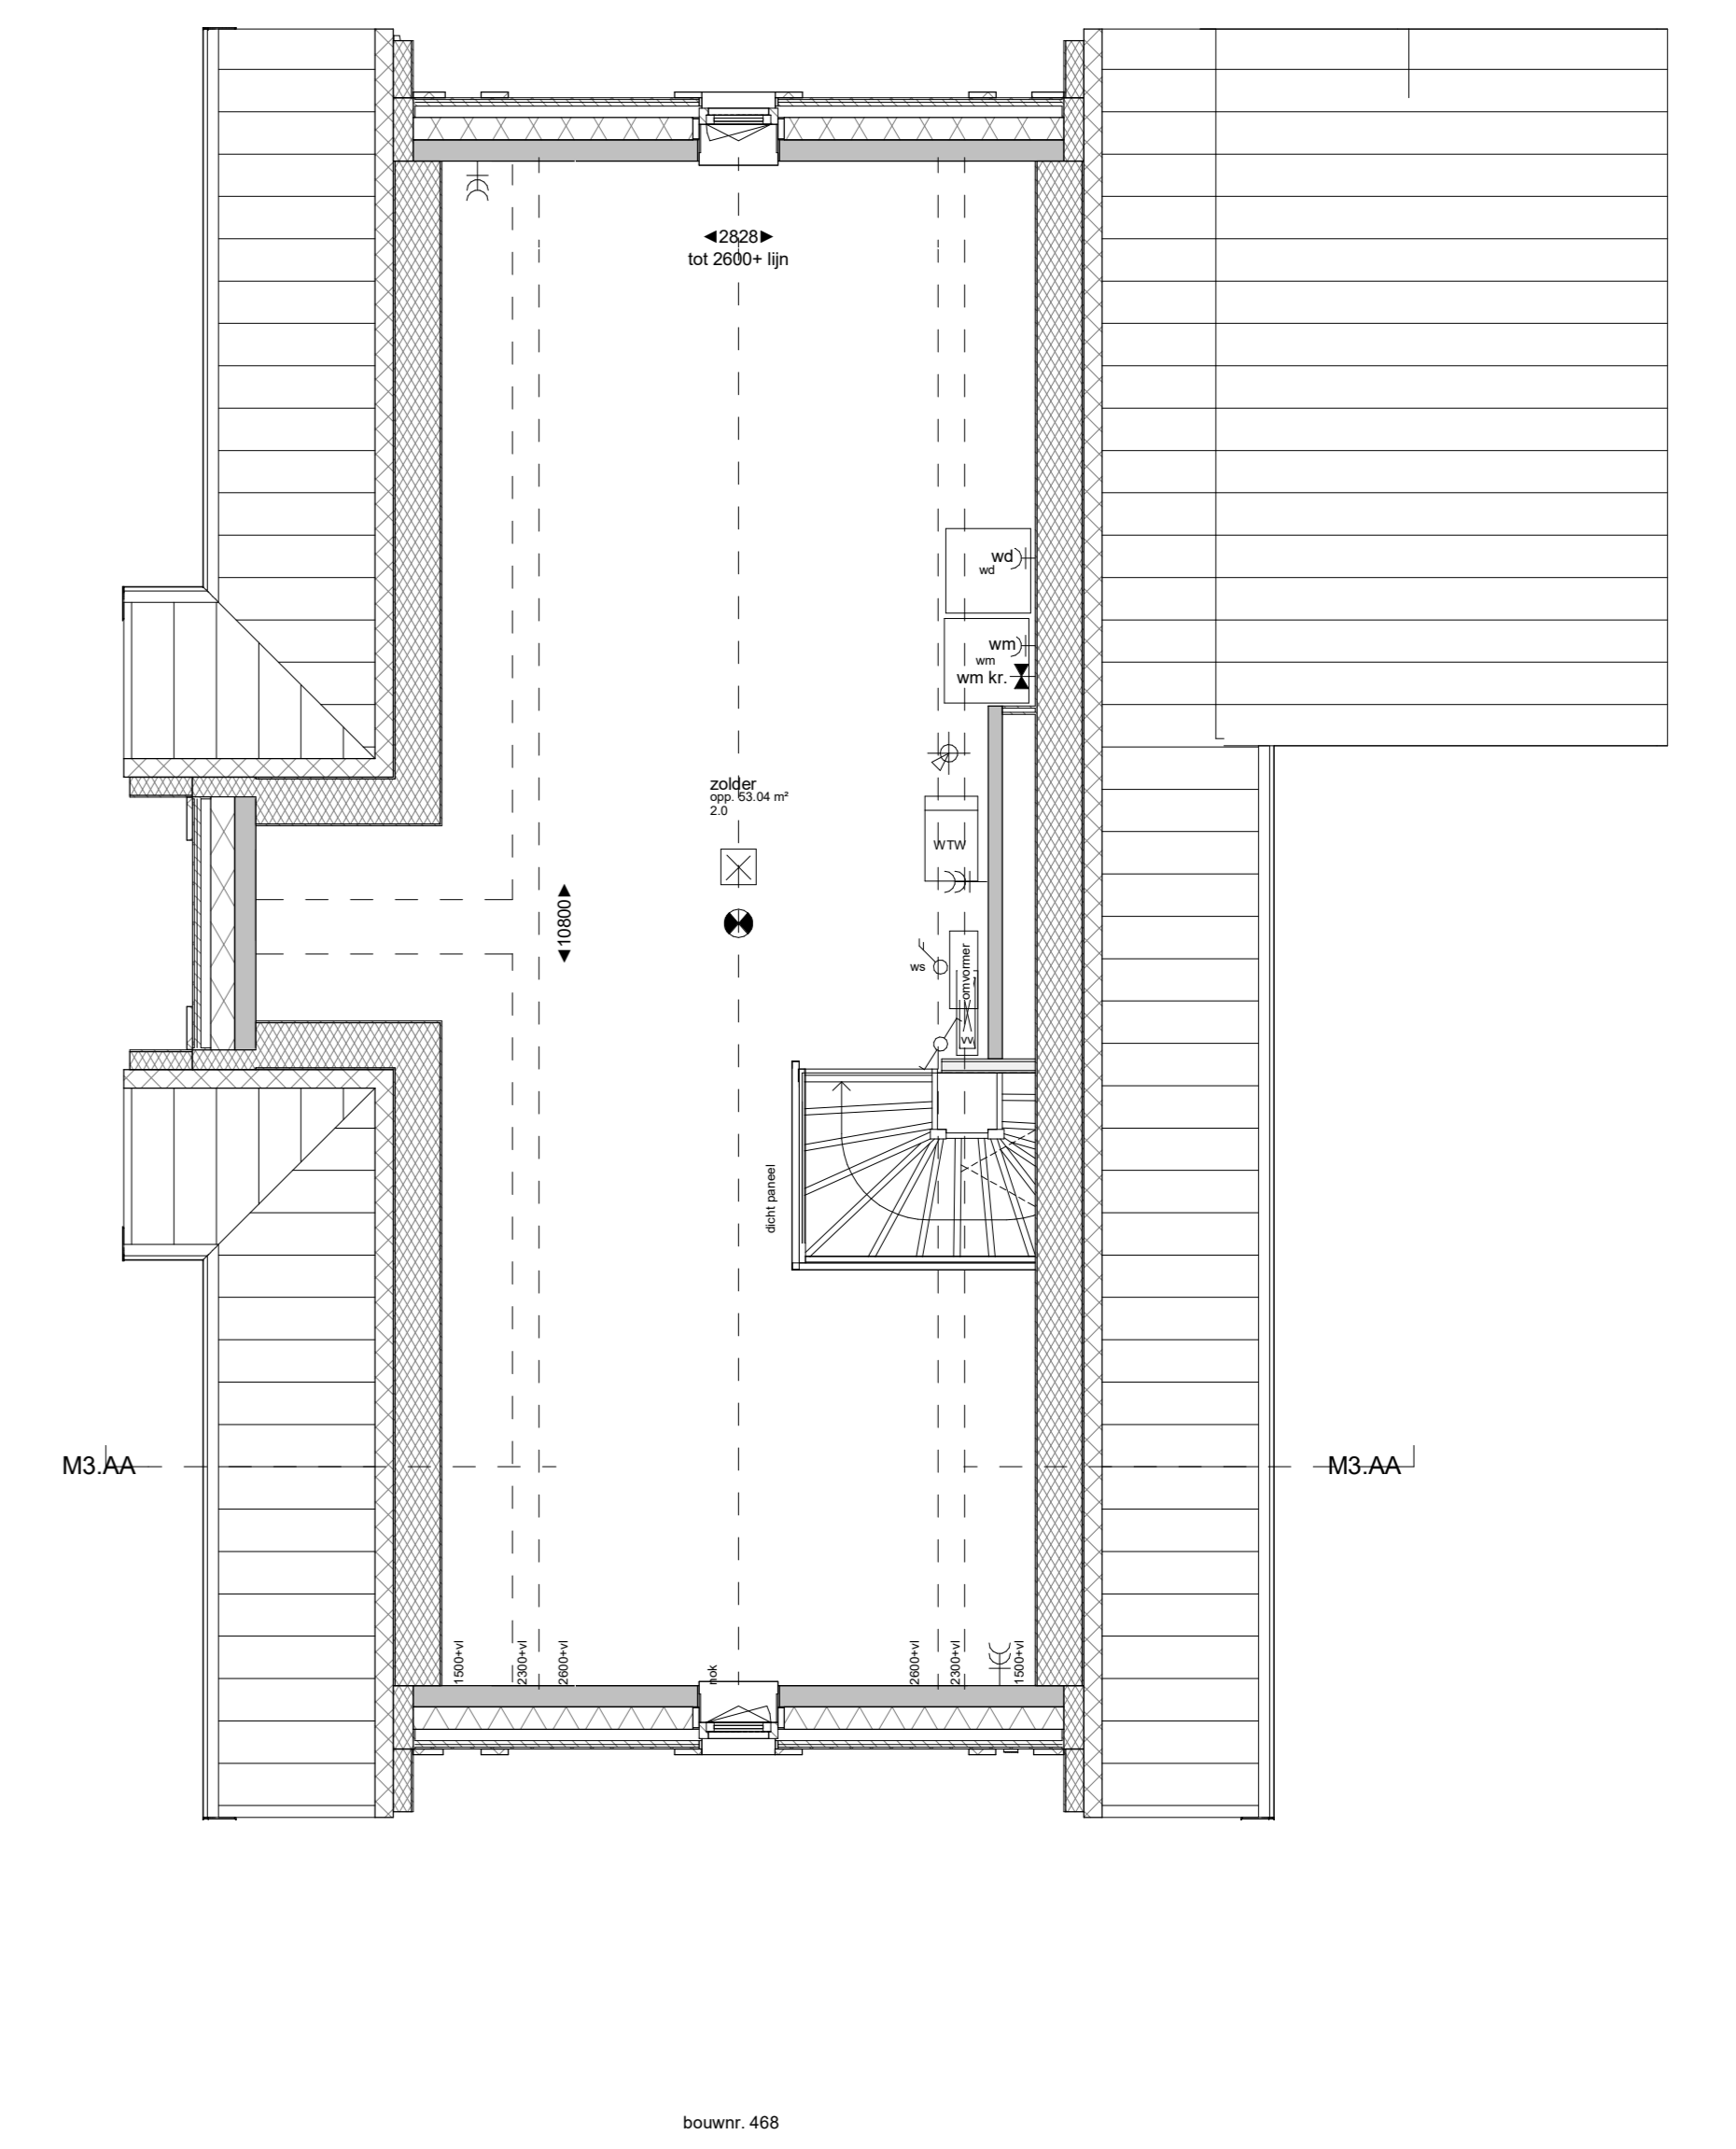 ◄2828►
tot 2600+ lijn
wd
wd
wm
wm
wm kr.
zolder
opp. 53.04 m²
2.0
WTW
◄10800►
ws
omvormer
vv
dicht paneel
M3.AA
M3.AA
1500+vl
2300+vl
2600+vl
nok
2600+vl
2300+vl
1500+vl
bouwnr. 468